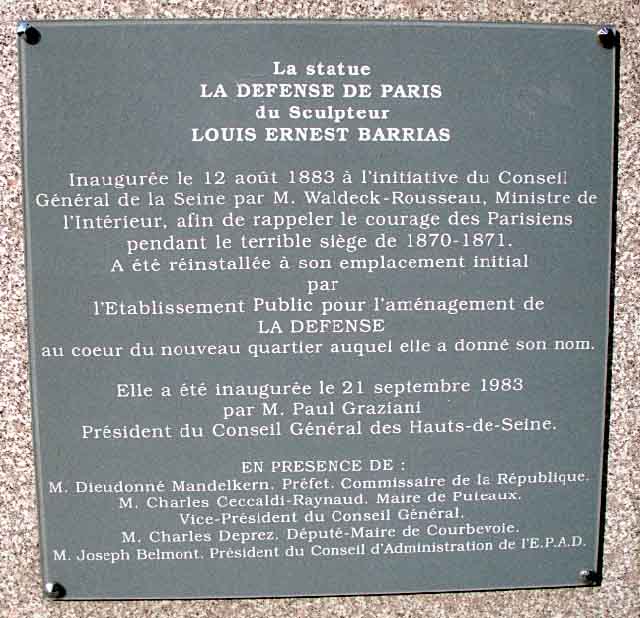 La statue
LA DEFENSE DE PARIS
du Sculpteur
LOUIS ERNEST BARRIAS
Inaugurée le 12 août 1883 à l'initiative du Conseil
Général de la Seine par M. Waldeck-Rousseau, Ministre de
l'Intérieur, afin de rappeler le courage des Parisiens
pendant le terrible siège de 1870-1871.
A été réinstallée à son emplacement initial
par
l'Etablissement Public pour l'aménagement de
LA DEFENSE
au coeur du nouveau quartier auquel elle a donné son nom.
Elle a été inaugurée le 21 septembre 1983
par M. Paul Graziani
Président du Conseil Général des Hauts-de-Seine.
EN PRESENCE DE :
M. Dieudonné Mandelkern. Préfet. Commissaire de la République.
M. Charles Ceccaldi-Raynaud. Maire de Puteaux.
Vice-Président du Conseil Général.
M. Charles Deprez. Député-Maire de Courbevoie.
M. Joseph Belmont. Président du Conseil d'Administration de l'E.P.A.D.